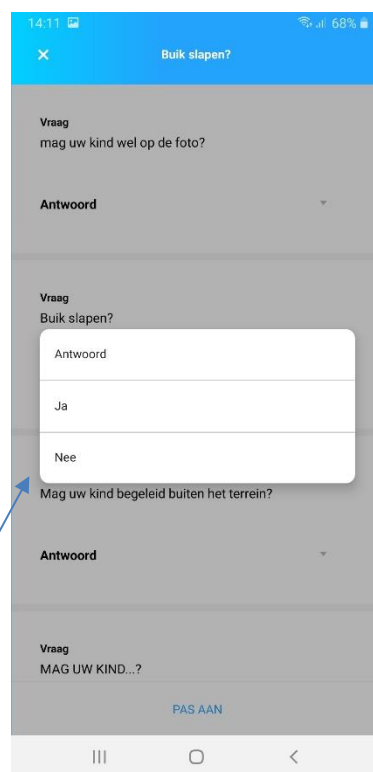 14:11 68%
Buik slapen?
Vraag
mag uw kind wel op de foto?
Antwoord
Vraag
Buik slapen?
Antwoord
Ja
Nee
Mag uw kind begeleid buiten het terrein?
Antwoord
Vraag
MAG UW KIND...?
PAS AAN